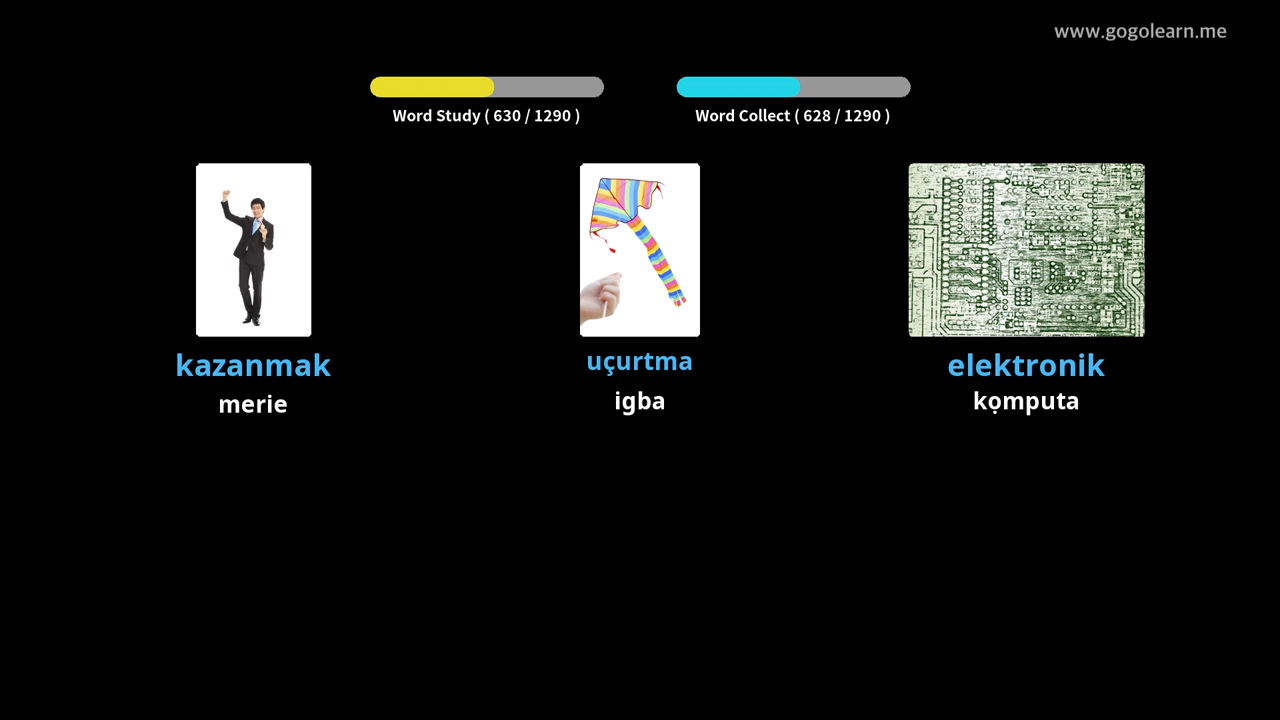 www.gogolearn.me
Word Study ( 630 / 1290 )
Word Collect ( 628 / 1290 )
kazanmak
merie
uçurtma
igba
elektronik
kọmputa